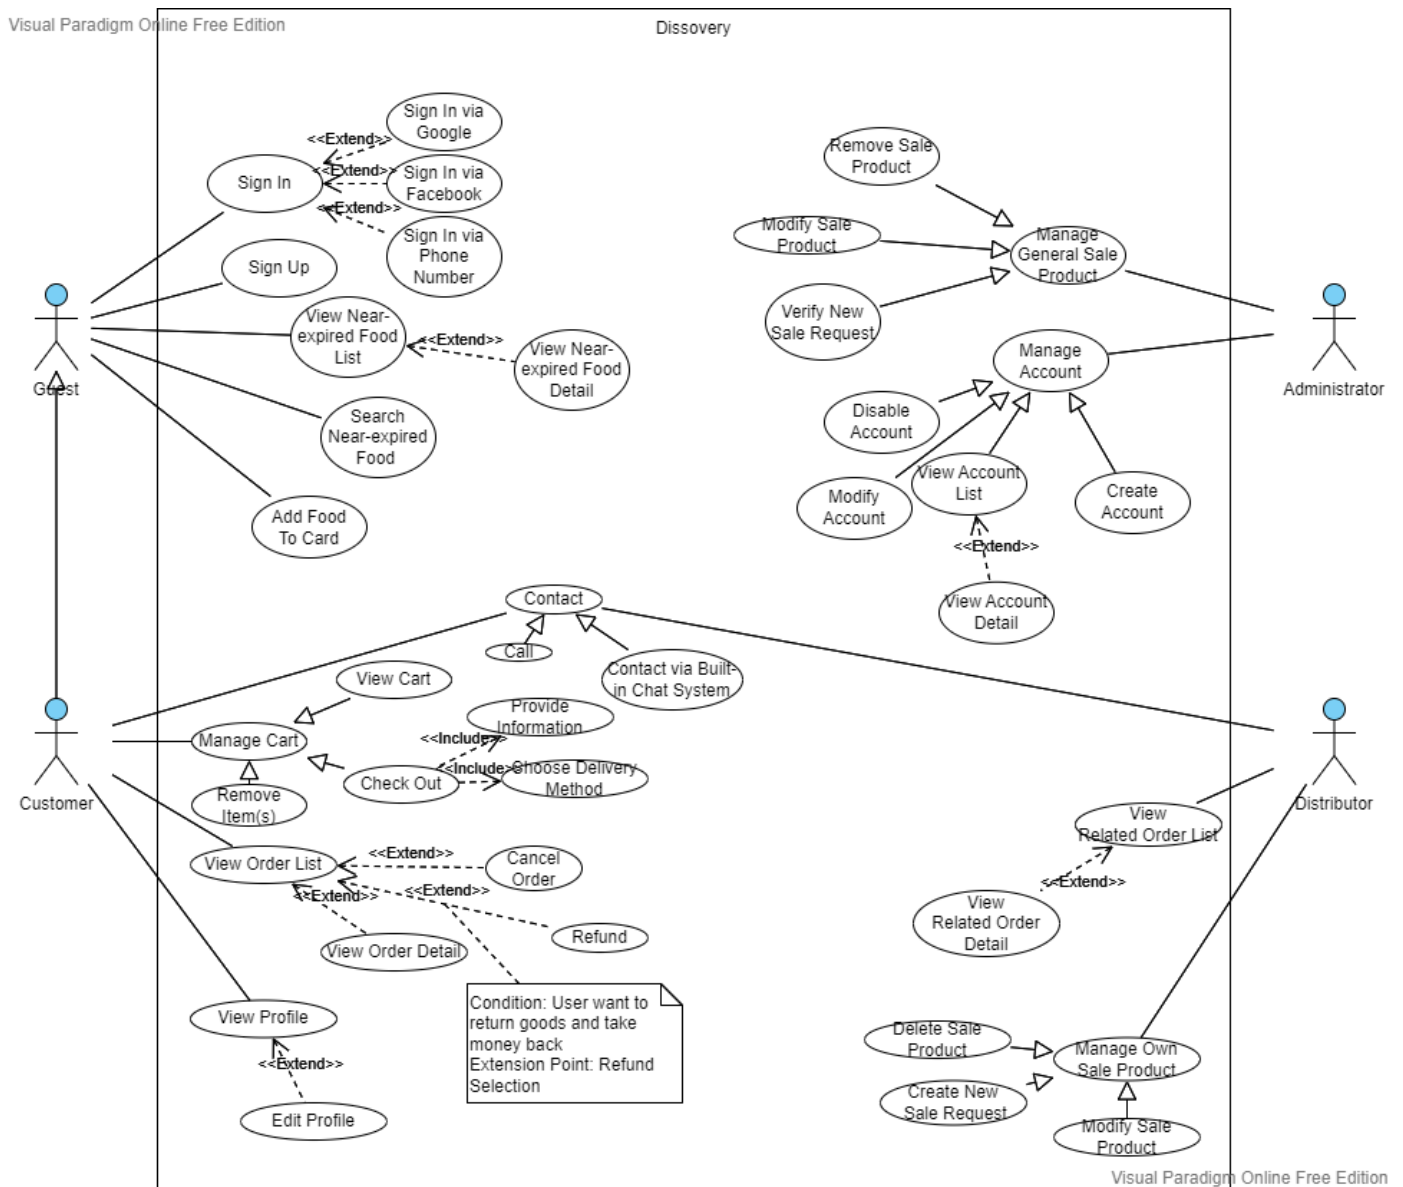 Visual Paradigm Online Free Edition
Dissovery
Sign In via
Google
<<Extend>>
Sign In
<<Extend>>
Sign In via
Facebook
<<Extend>>
Sign In via
Phone
Number
Sign Up
View Near-
expired Food
List
<<Extend>>
View Near-
expired Food
Detail
Guest
Search
Near-expired
Food
Add Food
To Card
Remove Sale
Product
Modify Sale
Product
Manage
General Sale
Product
Verify New
Sale Request
Manage
Account
Administrator
Disable
Account
Modify
Account
View Account
List
Create
Account
<<Extend>>
View Account
Detail
Contact
Call
Contact via Built-
in Chat System
View Cart
Provide
Information
Manage Cart
<<Include>>
<<Include>>
Check Out
Choose Delivery
Method
Remove
Item(s)
Customer
View Order List
<<Extend>>
Cancel
Order
<<Extend>>
<<Extend>>
Refund
View Order Detail
Condition: User want to
return goods and take
money back
Extension Point: Refund
Selection
View Profile
<<Extend>>
Edit Profile
Distributor
View
Related Order List
<<Extend>>
View
Related Order
Detail
Delete Sale
Product
Manage Own
Sale Product
Create New
Sale Request
Modify Sale
Product
Visual Paradigm Online Free Edition